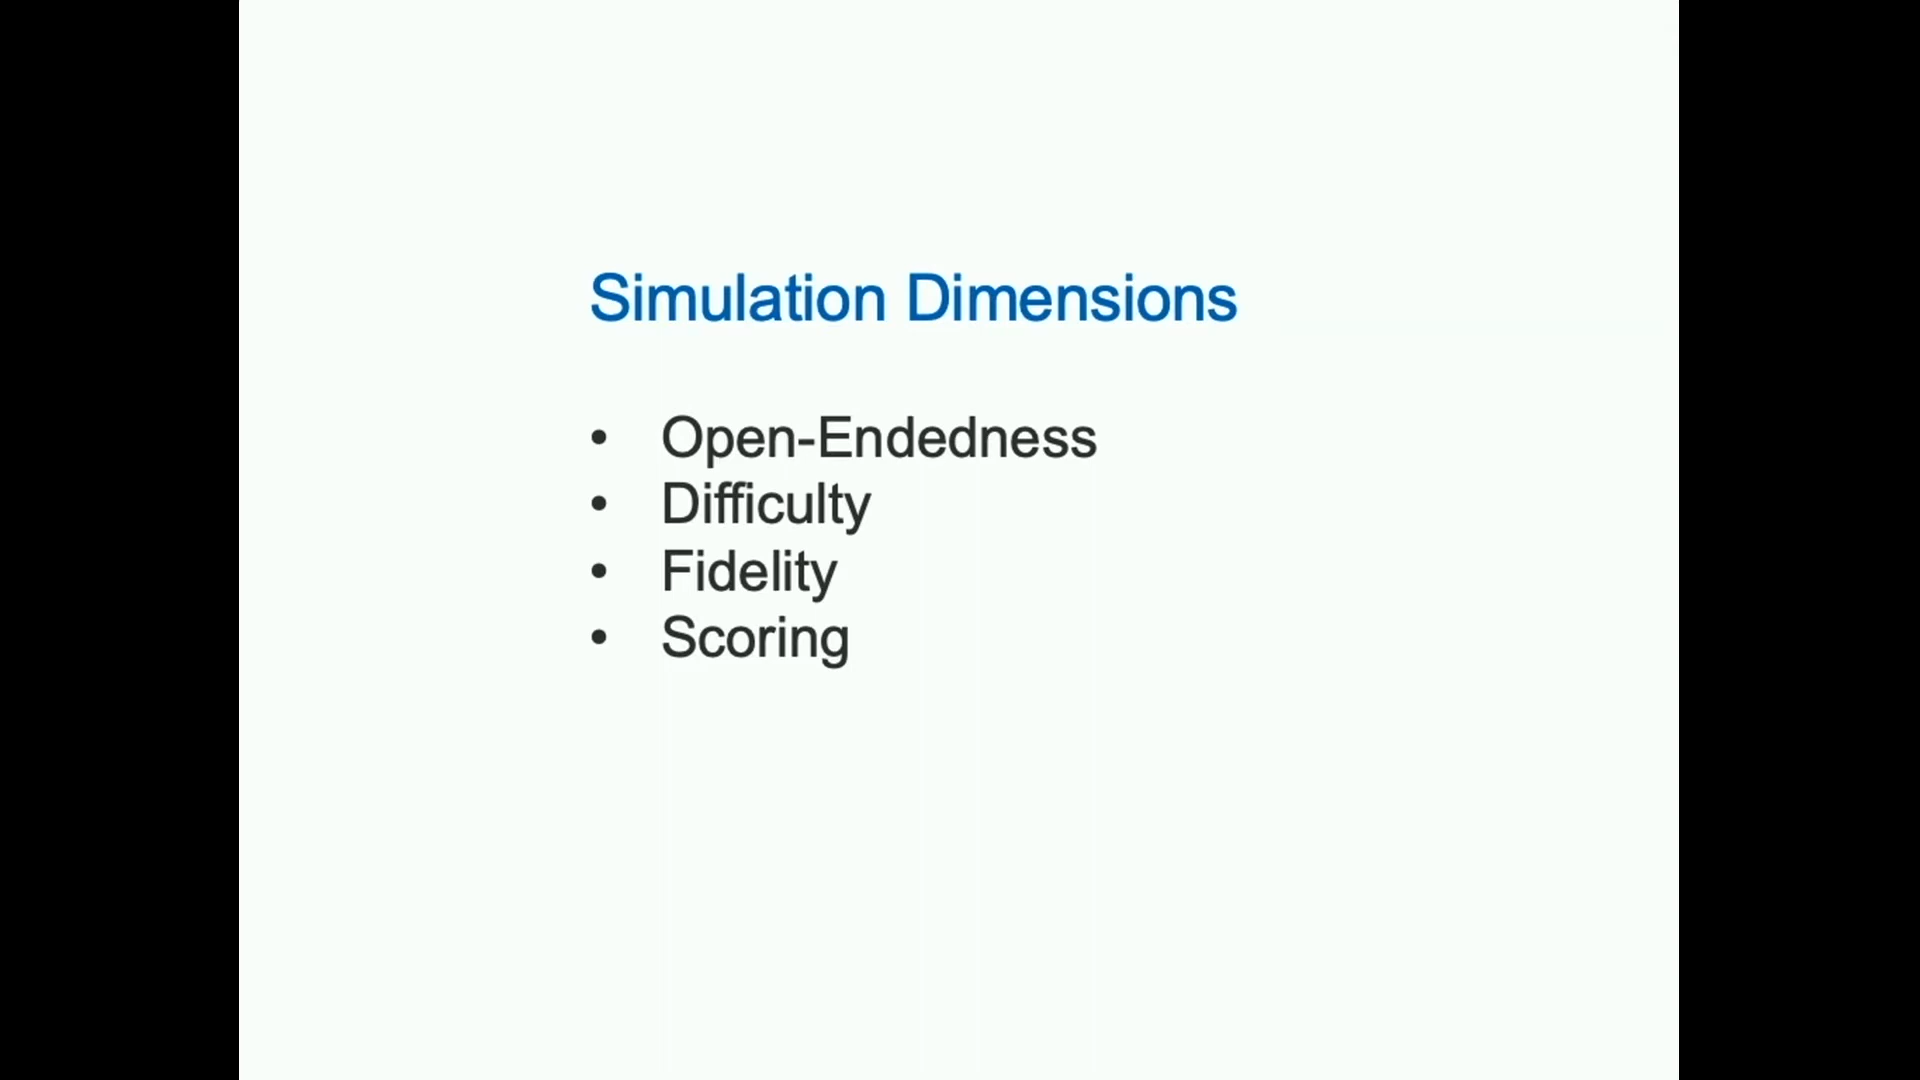 Simulation Dimensions
• Open-Endedness
• Difficulty
• Fidelity
• Scoring